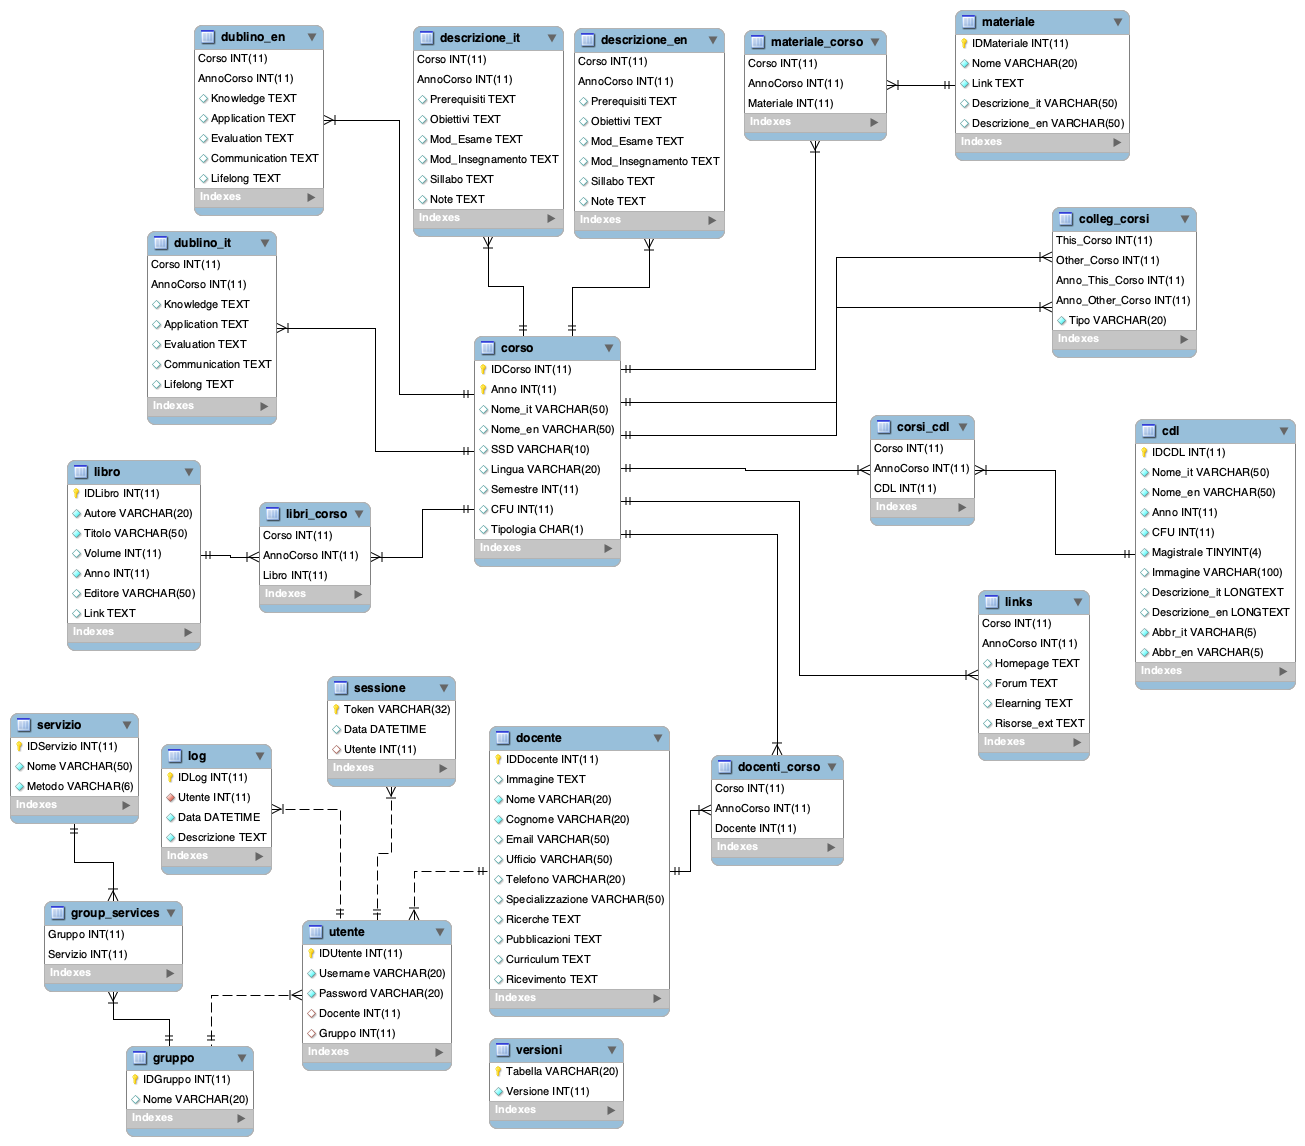 dublino_en
Corso INT(11)
AnnoCorso INT(11)
Knowledge TEXT
Application TEXT
Evaluation TEXT
Communication TEXT
Lifelong TEXT
Indexes
descrizione_it
Corso INT(11)
AnnoCorso INT(11)
Prerequisiti TEXT
Obiettivi TEXT
Mod_Esame TEXT
Mod_Insegnamento TEXT
Sillabo TEXT
Note TEXT
Indexes
descrizione_en
Corso INT(11)
AnnoCorso INT(11)
Prerequisiti TEXT
Obiettivi TEXT
Mod_Esame TEXT
Mod_Insegnamento TEXT
Sillabo TEXT
Note TEXT
Indexes
materiale_corso
Corso INT(11)
AnnoCorso INT(11)
Materiale INT(11)
Indexes
materiale
IDMateriale INT(11)
Nome VARCHAR(20)
Link TEXT
Descrizione_it VARCHAR(50)
Descrizione_en VARCHAR(50)
Indexes
dublino_it
Corso INT(11)
AnnoCorso INT(11)
Knowledge TEXT
Application TEXT
Evaluation TEXT
Communication TEXT
Lifelong TEXT
Indexes
colleg_corsi
This_Corso INT(11)
Other_Corso INT(11)
Anno_This_Corso INT(11)
Anno_Other_Corso INT(11)
Tipo VARCHAR(20)
Indexes
corso
IDCorso INT(11)
Anno INT(11)
Nome_it VARCHAR(50)
Nome_en VARCHAR(50)
SSD VARCHAR(10)
Lingua VARCHAR(20)
Semestre INT(11)
CFU INT(11)
Tipologia CHAR(1)
Indexes
corsi_cdl
Corso INT(11)
AnnoCorso INT(11)
CDL INT(11)
Indexes
cdl
IDCDL INT(11)
Nome_it VARCHAR(50)
Nome_en VARCHAR(50)
Anno INT(11)
CFU INT(11)
Magistrale TINYINT(4)
Immagine VARCHAR(100)
Descrizione_it LONGTEXT
Descrizione_en LONGTEXT
Abbr_it VARCHAR(5)
Abbr_en VARCHAR(5)
Indexes
libro
IDLibro INT(11)
Autore VARCHAR(20)
Titolo VARCHAR(50)
Volume INT(11)
Anno INT(11)
Editore VARCHAR(50)
Link TEXT
Indexes
libri_corso
Corso INT(11)
AnnoCorso INT(11)
Libro INT(11)
Indexes
links
Corso INT(11)
AnnoCorso INT(11)
Homepage TEXT
Forum TEXT
Elearning TEXT
Risorse_ext TEXT
Indexes
sessione
Token VARCHAR(32)
Data DATETIME
Utente INT(11)
Indexes
servizio
IDServizio INT(11)
Nome VARCHAR(50)
Metodo VARCHAR(6)
Indexes
log
IDLog INT(11)
Utente INT(11)
Data DATETIME
Descrizione TEXT
Indexes
docente
IDDocente INT(11)
Immagine TEXT
Nome VARCHAR(20)
Cognome VARCHAR(20)
Email VARCHAR(50)
Ufficio VARCHAR(50)
Telefono VARCHAR(20)
Specializzazione VARCHAR(50)
Ricerche TEXT
Pubblicazioni TEXT
Curriculum TEXT
Ricevimento TEXT
Indexes
docenti_corso
Corso INT(11)
AnnoCorso INT(11)
Docente INT(11)
Indexes
group_services
Gruppo INT(11)
Servizio INT(11)
Indexes
utente
IDUtente INT(11)
Username VARCHAR(20)
Password VARCHAR(20)
Docente INT(11)
Gruppo INT(11)
Indexes
gruppo
IDGruppo INT(11)
Nome VARCHAR(20)
Indexes
versioni
Tabella VARCHAR(20)
Versione INT(11)
Indexes